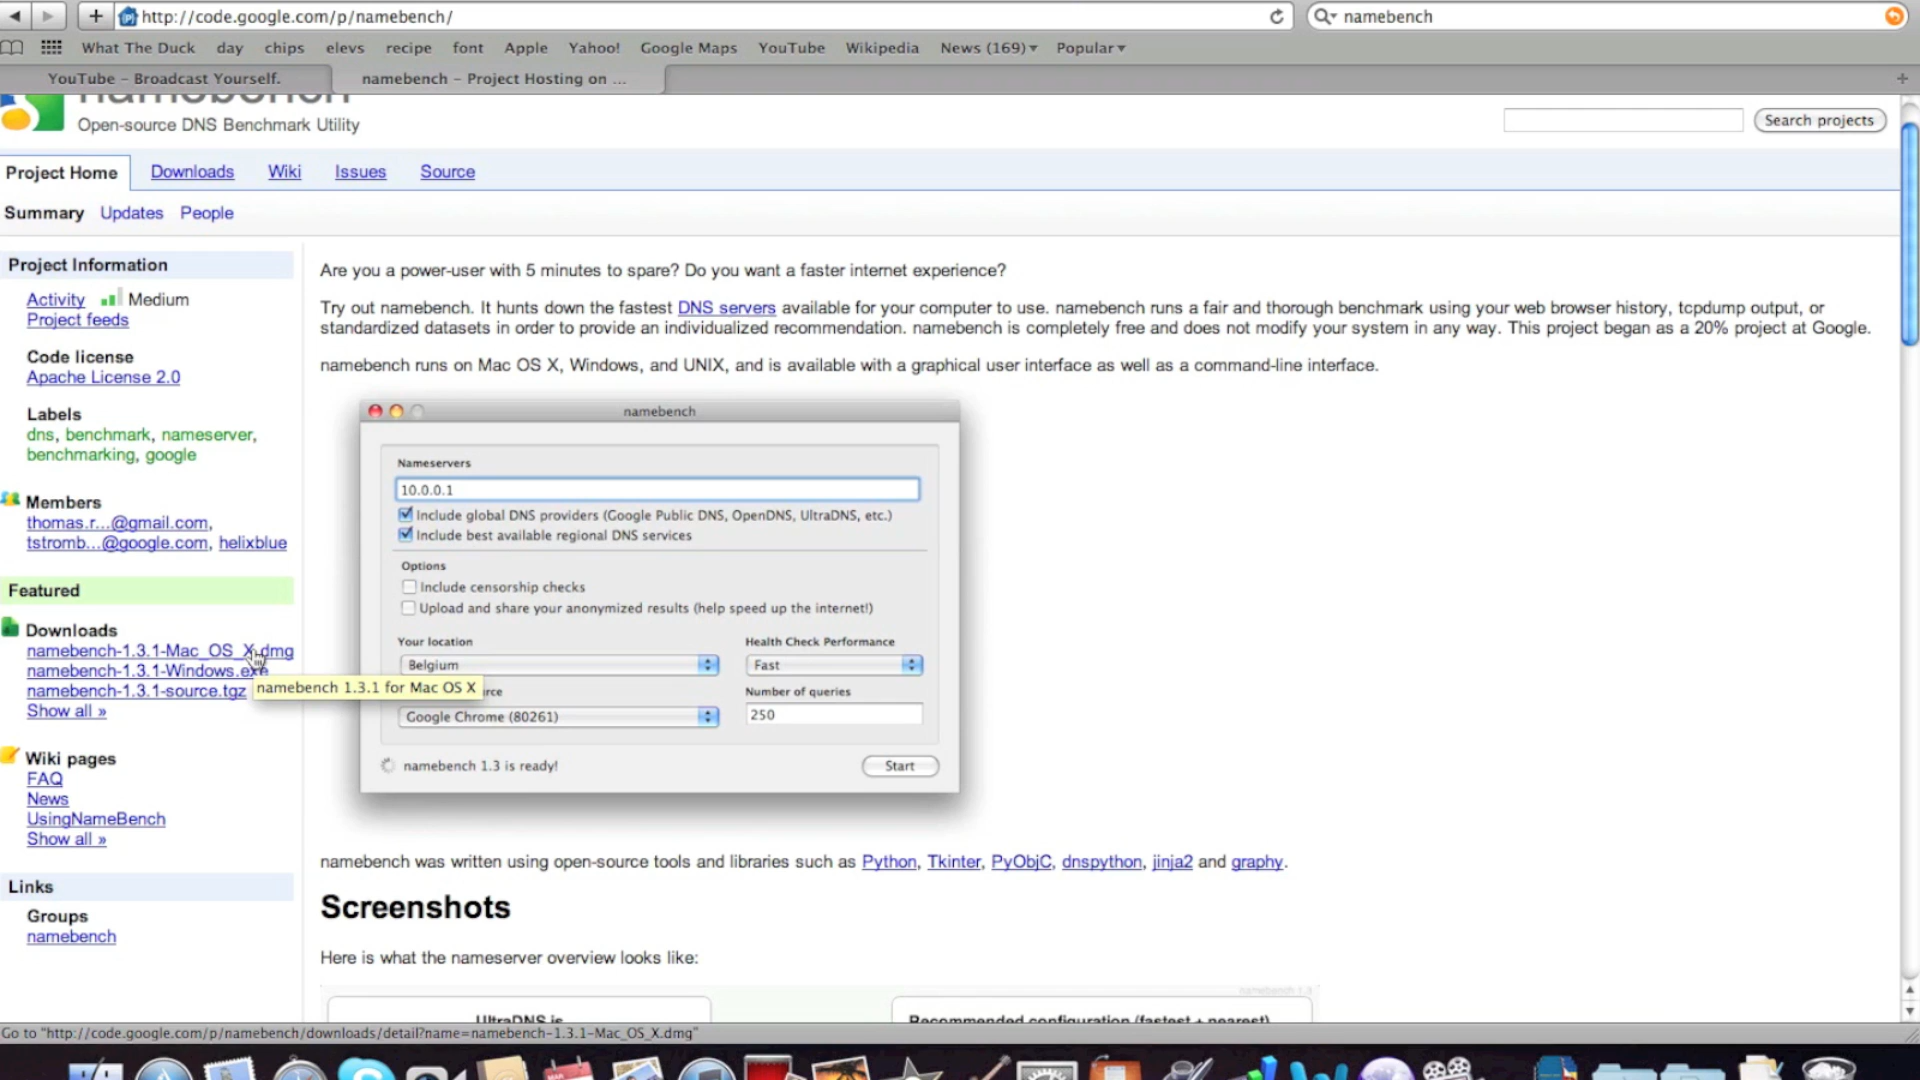 http://code.google.com/p/namebench/
namebench
What The Duck day chips elevs recipe font Apple Yahoo! Google Maps YouTube Wikipedia News (169) Popular
YouTube - Broadcast Yourself.
namebench - Project Hosting on ...
namebench
Open-source DNS Benchmark Utility
Search projects
Project Home Downloads Wiki Issues Source
Summary Updates People
Project Information
Activity Medium
Project feeds
Code license
Apache License 2.0
Labels
dns, benchmark, nameserver,
benchmarking, google
Members
thomas.r...@gmail.com,
tstromb...@google.com, helixblue
Featured
Downloads
namebench-1.3.1-Mac_OS_X.dmg
namebench-1.3.1-Windows.exe
namebench-1.3.1-source.tgz
Show all »
namebench 1.3.1 for Mac OS X
Wiki pages
FAQ
News
UsingNameBench
Show all »
Links
Groups
namebench
Are you a power-user with 5 minutes to spare? Do you want a faster internet experience?
Try out namebench. It hunts down the fastest DNS servers available for your computer to use. namebench runs a fair and thorough benchmark using your web browser history, tcpdump output, or
standardized datasets in order to provide an individualized recommendation. namebench is completely free and does not modify your system in any way. This project began as a 20% project at Google.
namebench runs on Mac OS X, Windows, and UNIX, and is available with a graphical user interface as well as a command-line interface.
namebench
Nameservers
10.0.0.1
Include global DNS providers (Google Public DNS, OpenDNS, UltraDNS, etc.)
Include best available regional DNS services
Options
Include censorship checks
Upload and share your anonymized results (help speed up the internet!)
Your location
Health Check Performance
Belgium
Fast
Number of queries
Google Chrome (80261)
250
namebench 1.3 is ready!
Start
namebench was written using open-source tools and libraries such as Python, Tkinter, PyObjC, dnspython, jinja2 and graphy.
Screenshots
Here is what the nameserver overview looks like:
namebench 1.3
UltraDNS is
Recommended configuration (fastest + nearest)
Go to "http://code.google.com/p/namebench/downloads/detail?name=namebench-1.3.1-Mac_OS_X.dmg"